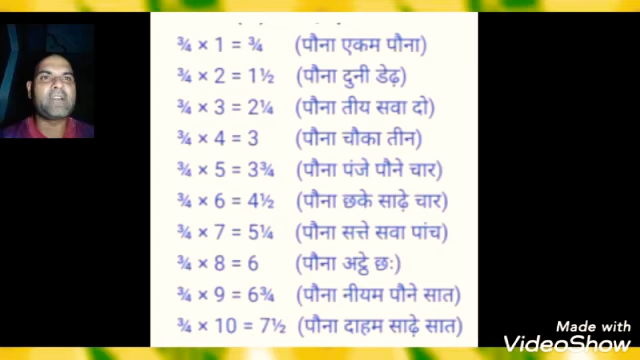 ¾ × 1 = ¾ (पौना एकम पौना)
¾ × 2 = 1½ (पौना दुनी डेढ़)
¾ × 3 = 2¼ (पौना तीय सवा दो)
¾ × 4 = 3 (पौना चौका तीन)
¾ × 5 = 3¾ (पौना पंजे पौने चार)
¾ × 6 = 4½ (पौना छके साढ़े चार)
¾ × 7 = 5¼ (पौना सत्ते सवा पांच)
¾ × 8 = 6 (पौना अट्ठे छः)
¾ × 9 = 6¾ (पौना नीयम पौने सात)
¾ × 10 = 7½ (पौना दाहम साढ़े सात)
Made with
VideoShow